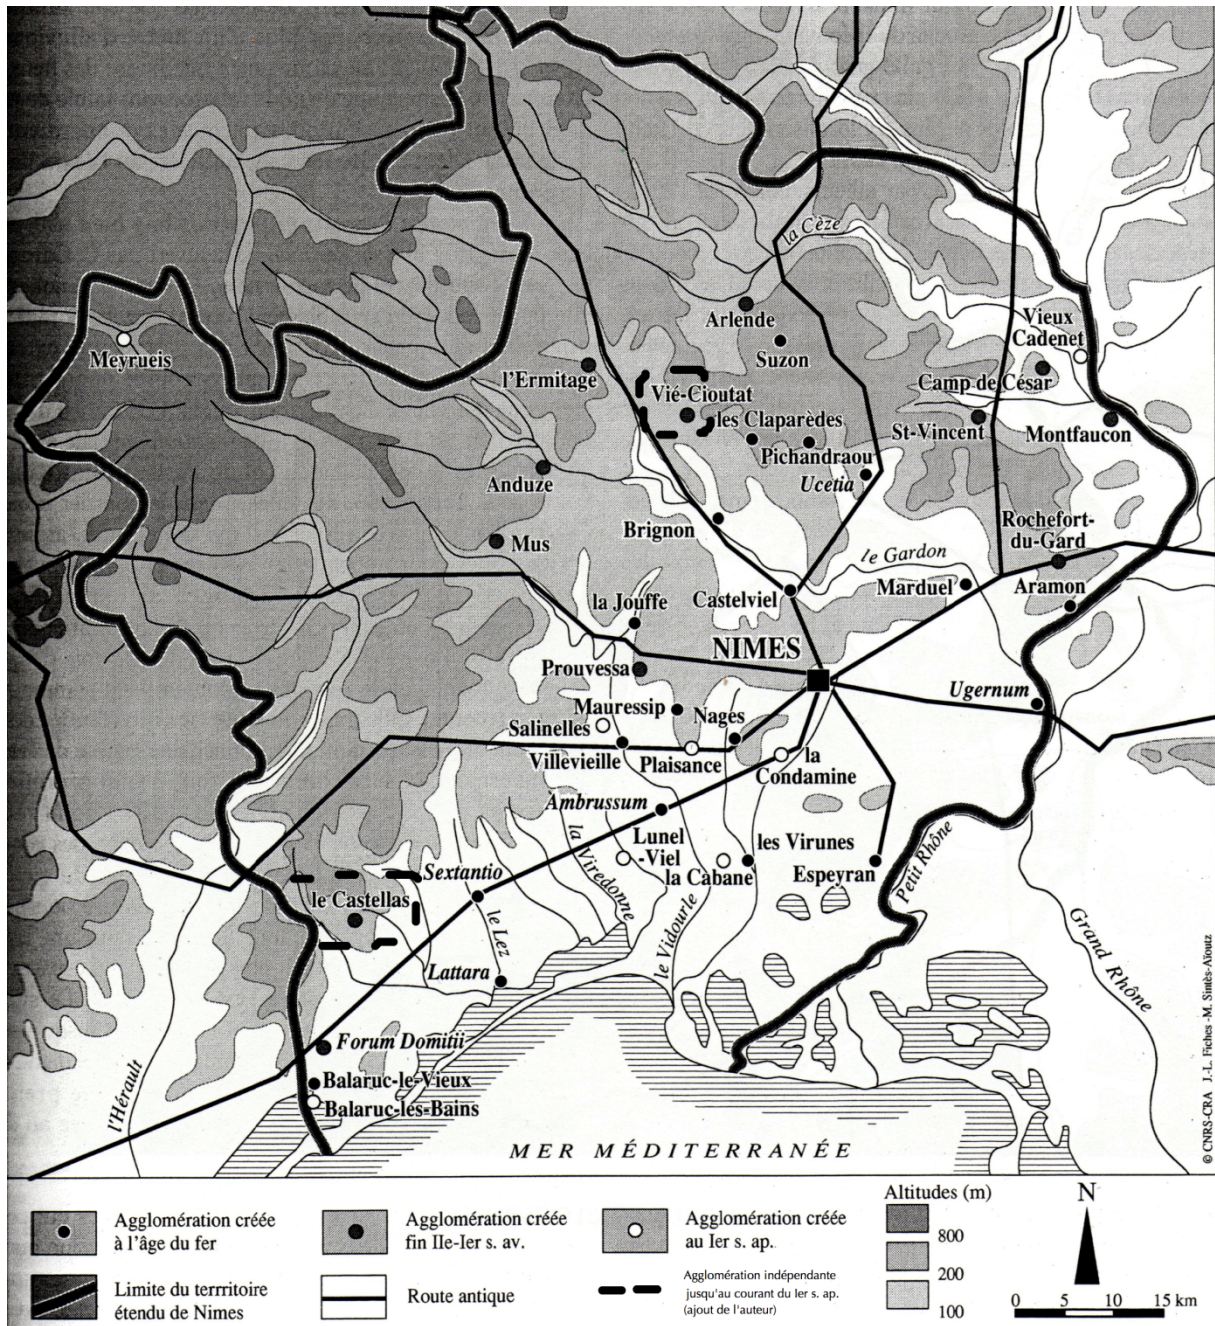 la Cèze
Arlende
Suzon
Vieux
Cadenet
Meyrueis
l'Ermitage
Vié-Cioutat
Camp de César
les Claparèdes
St-Vincent
Montfaucon
Pichandraou
Anduze
Ucetia
Brignon
Rochefort-
du-Gard
Mus
le Gardon
Marduel
Aramon
la Jouffe
Castelviel
NIMES
Prouvessa
Ugernum
Mauressip
Nages
Salinelles
Villevieille
Plaisance
la
Condamine
Ambrussum
la Viredonne
Lunel
-Viel
les Virunes
la Cabane
Espeyran
Petit Rhône
Sextantio
le Castellas
le Lez
le Vidourle
Grand Rhône
Lattara
Forum Domitii
l'Hérault
Balaruc-le-Vieux
Balaruc-les-Bains
MER MÉDITERRANÉE
© CNRS-CRA J.-L. Fiches - M. Sintès-Aïoutz
Agglomération créée
à l'âge du fer
Agglomération créée
fin IIe-Ier s. av.
Agglomération créée
au Ier s. ap.
Limite du terrritoire
étendu de Nimes
Route antique
Agglomération indépendante
jusqu'au courant du Ier s. ap.
(ajout de l'auteur)
Altitudes (m)
800
200
100
N
0 5 10 15 km